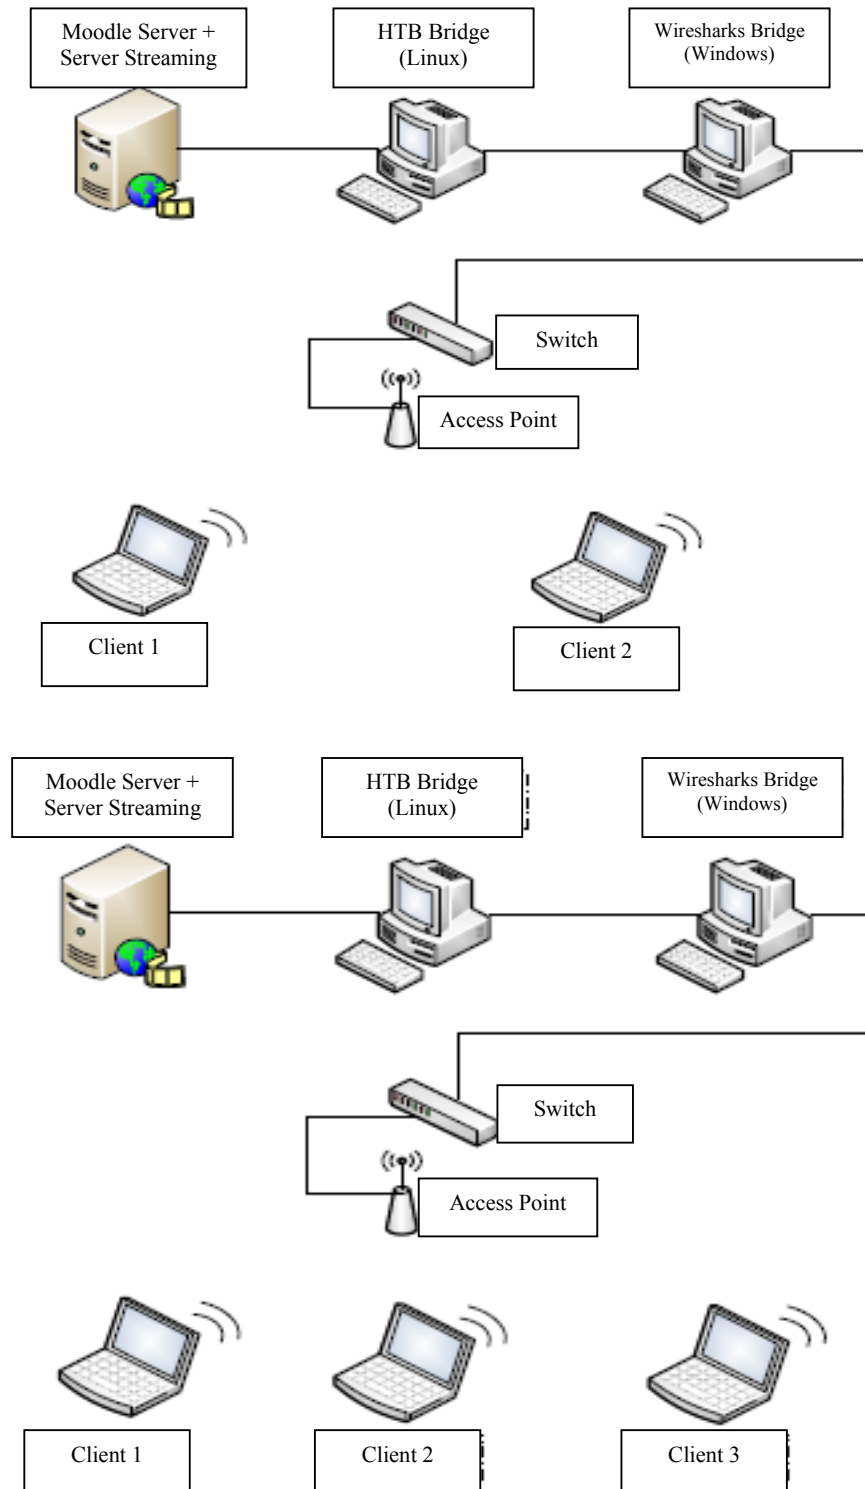 Moodle Server +
Server Streaming
HTB Bridge
(Linux)
Wiresharks Bridge
(Windows)
Switch
Access Point
Client 1
Client 2
Moodle Server +
Server Streaming
HTB Bridge
(Linux)
Wiresharks Bridge
(Windows)
Switch
Access Point
Client 1
Client 2
Client 3